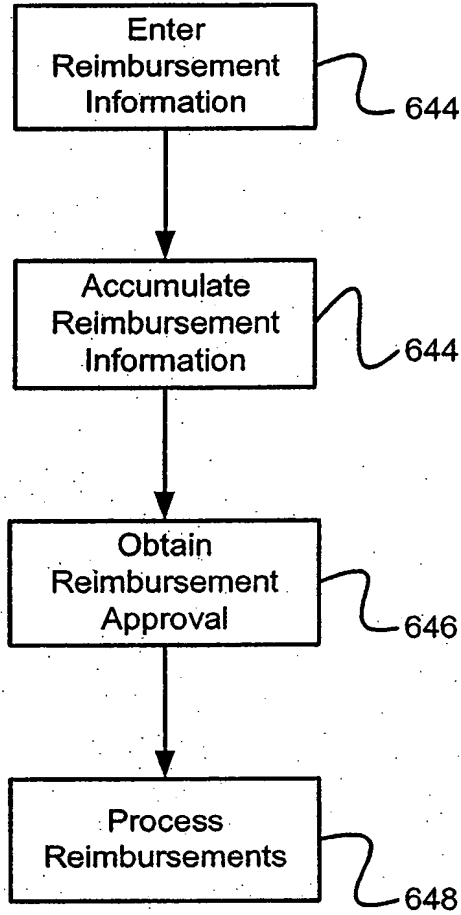 Enter
Reimbursement
Information
644
Accumulate
Reimbursement
Information
644
Obtain
Reimbursement
Approval
646
Process
Reimbursements
648